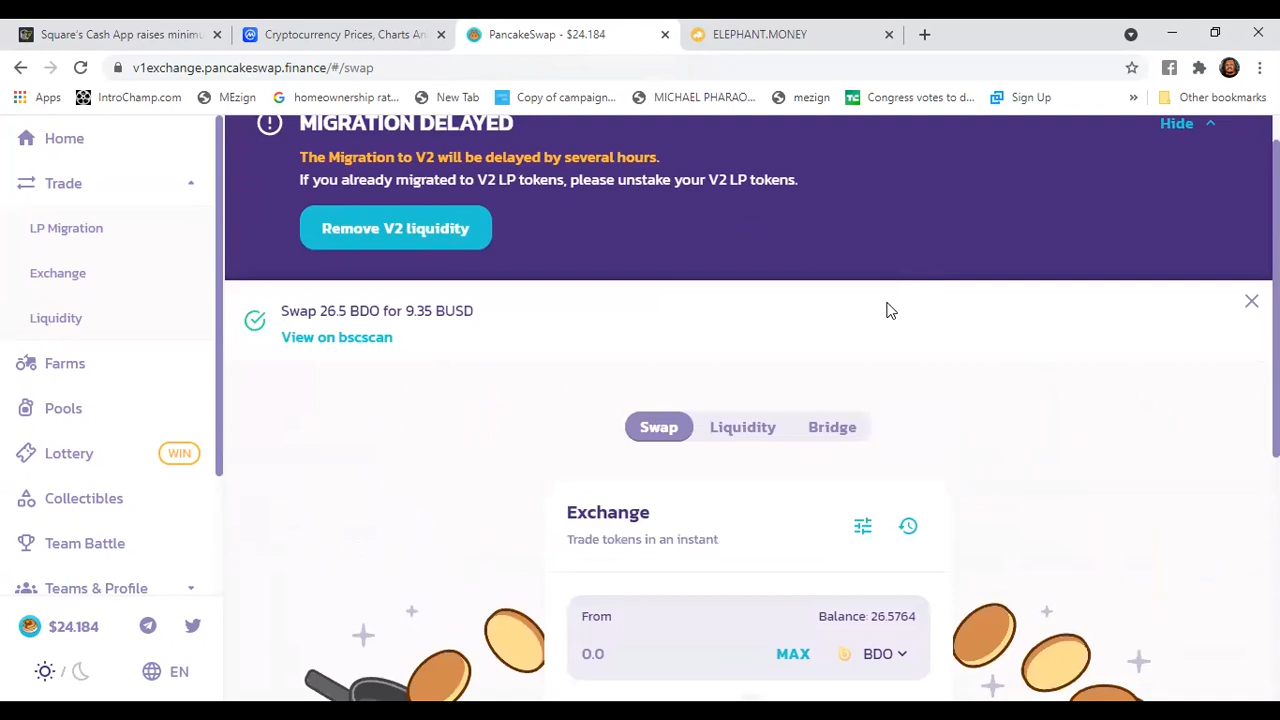 Square's Cash App raises minimu
Cryptocurrency Prices, Charts An
PancakeSwap - $24.184
ELEPHANT.MONEY
v1exchange.pancakeswap.finance/#/swap
Apps
IntroChamp.com
MEzign
homeownership rat...
New Tab
Copy of campaign...
MICHAEL PHARAO...
mezign
Congress votes to d...
Sign Up
Other bookmarks
Home
Trade
LP Migration
Exchange
Liquidity
Farms
Pools
Lottery
WIN
Collectibles
Team Battle
Teams & Profile
$24.184
EN
MIGRATION DELAYED
Hide
The Migration to V2 will be delayed by several hours.
If you already migrated to V2 LP tokens, please unstake your V2 LP tokens.
Remove V2 liquidity
Swap 26.5 BDO for 9.35 BUSD
View on bscscan
Swap
Liquidity
Bridge
Exchange
Trade tokens in an instant
From
Balance: 26.5764
0.0
MAX
BDO